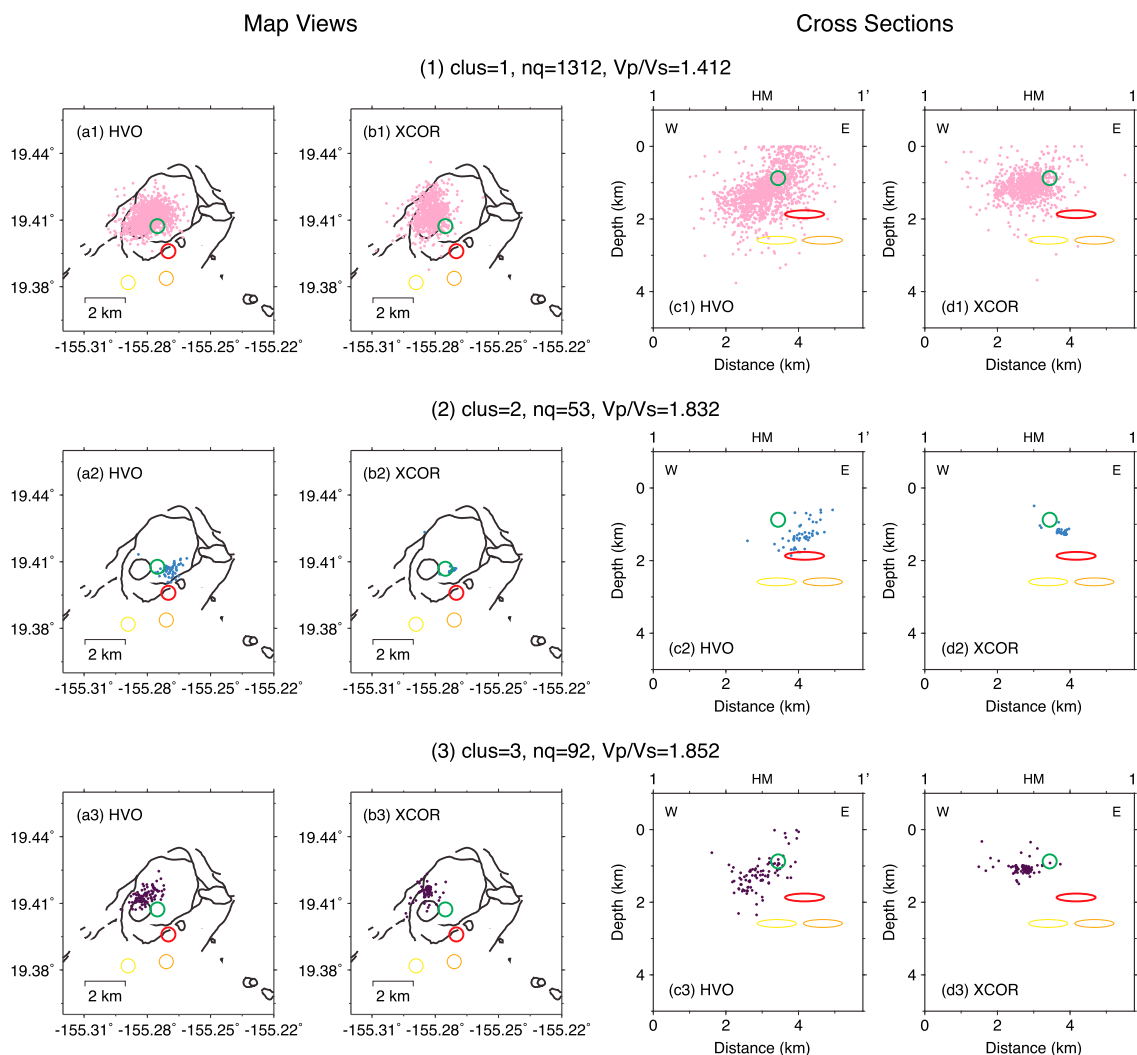 Map Views Cross Sections
(1) clus=1, nq=1312, Vp/Vs=1.412
1 HM 1’ 1 HM 1
(a1) HVO (b1) XCOR W E W E
19.44˚ 19.44˚ 0 0
19.41˚ 19.41˚ Depth (km) 2 Depth (km) 2
19.38˚ 19.38˚ 4 4
2 km 2 km (c1) HVO (d1) XCOR
-155.31˚ -155.28˚ -155.25˚ -155.22˚ -155.31˚ -155.28˚ -155.25˚ -155.22˚ 0 2 4 0 2 4
Distance (km) Distance (km)
(2) clus=2, nq=53, Vp/Vs=1.832
1 HM 1’ 1 HM 1
(a2) HVO (b2) XCOR W E W E
19.44˚ 19.44˚ 0 0
19.41˚ 19.41˚ Depth (km) 2 Depth (km) 2
19.38˚ 19.38˚ 4 4
2 km 2 km (c2) HVO (d2) XCOR
-155.31˚ -155.28˚ -155.25˚ -155.22˚ -155.31˚ -155.28˚ -155.25˚ -155.22˚ 0 2 4 0 2 4
Distance (km) Distance (km)
(3) clus=3, nq=92, Vp/Vs=1.852
1 HM 1’ 1 HM 1
(a3) HVO (b3) XCOR W E W E
19.44˚ 19.44˚ 0 0
19.41˚ 19.41˚ Depth (km) 2 Depth (km) 2
19.38˚ 19.38˚ 4 4
2 km 2 km (c3) HVO (d3) XCOR
-155.31˚ -155.28˚ -155.25˚ -155.22˚ -155.31˚ -155.28˚ -155.25˚ -155.22˚ 0 2 4 0 2 4
Distance (km) Distance (km)